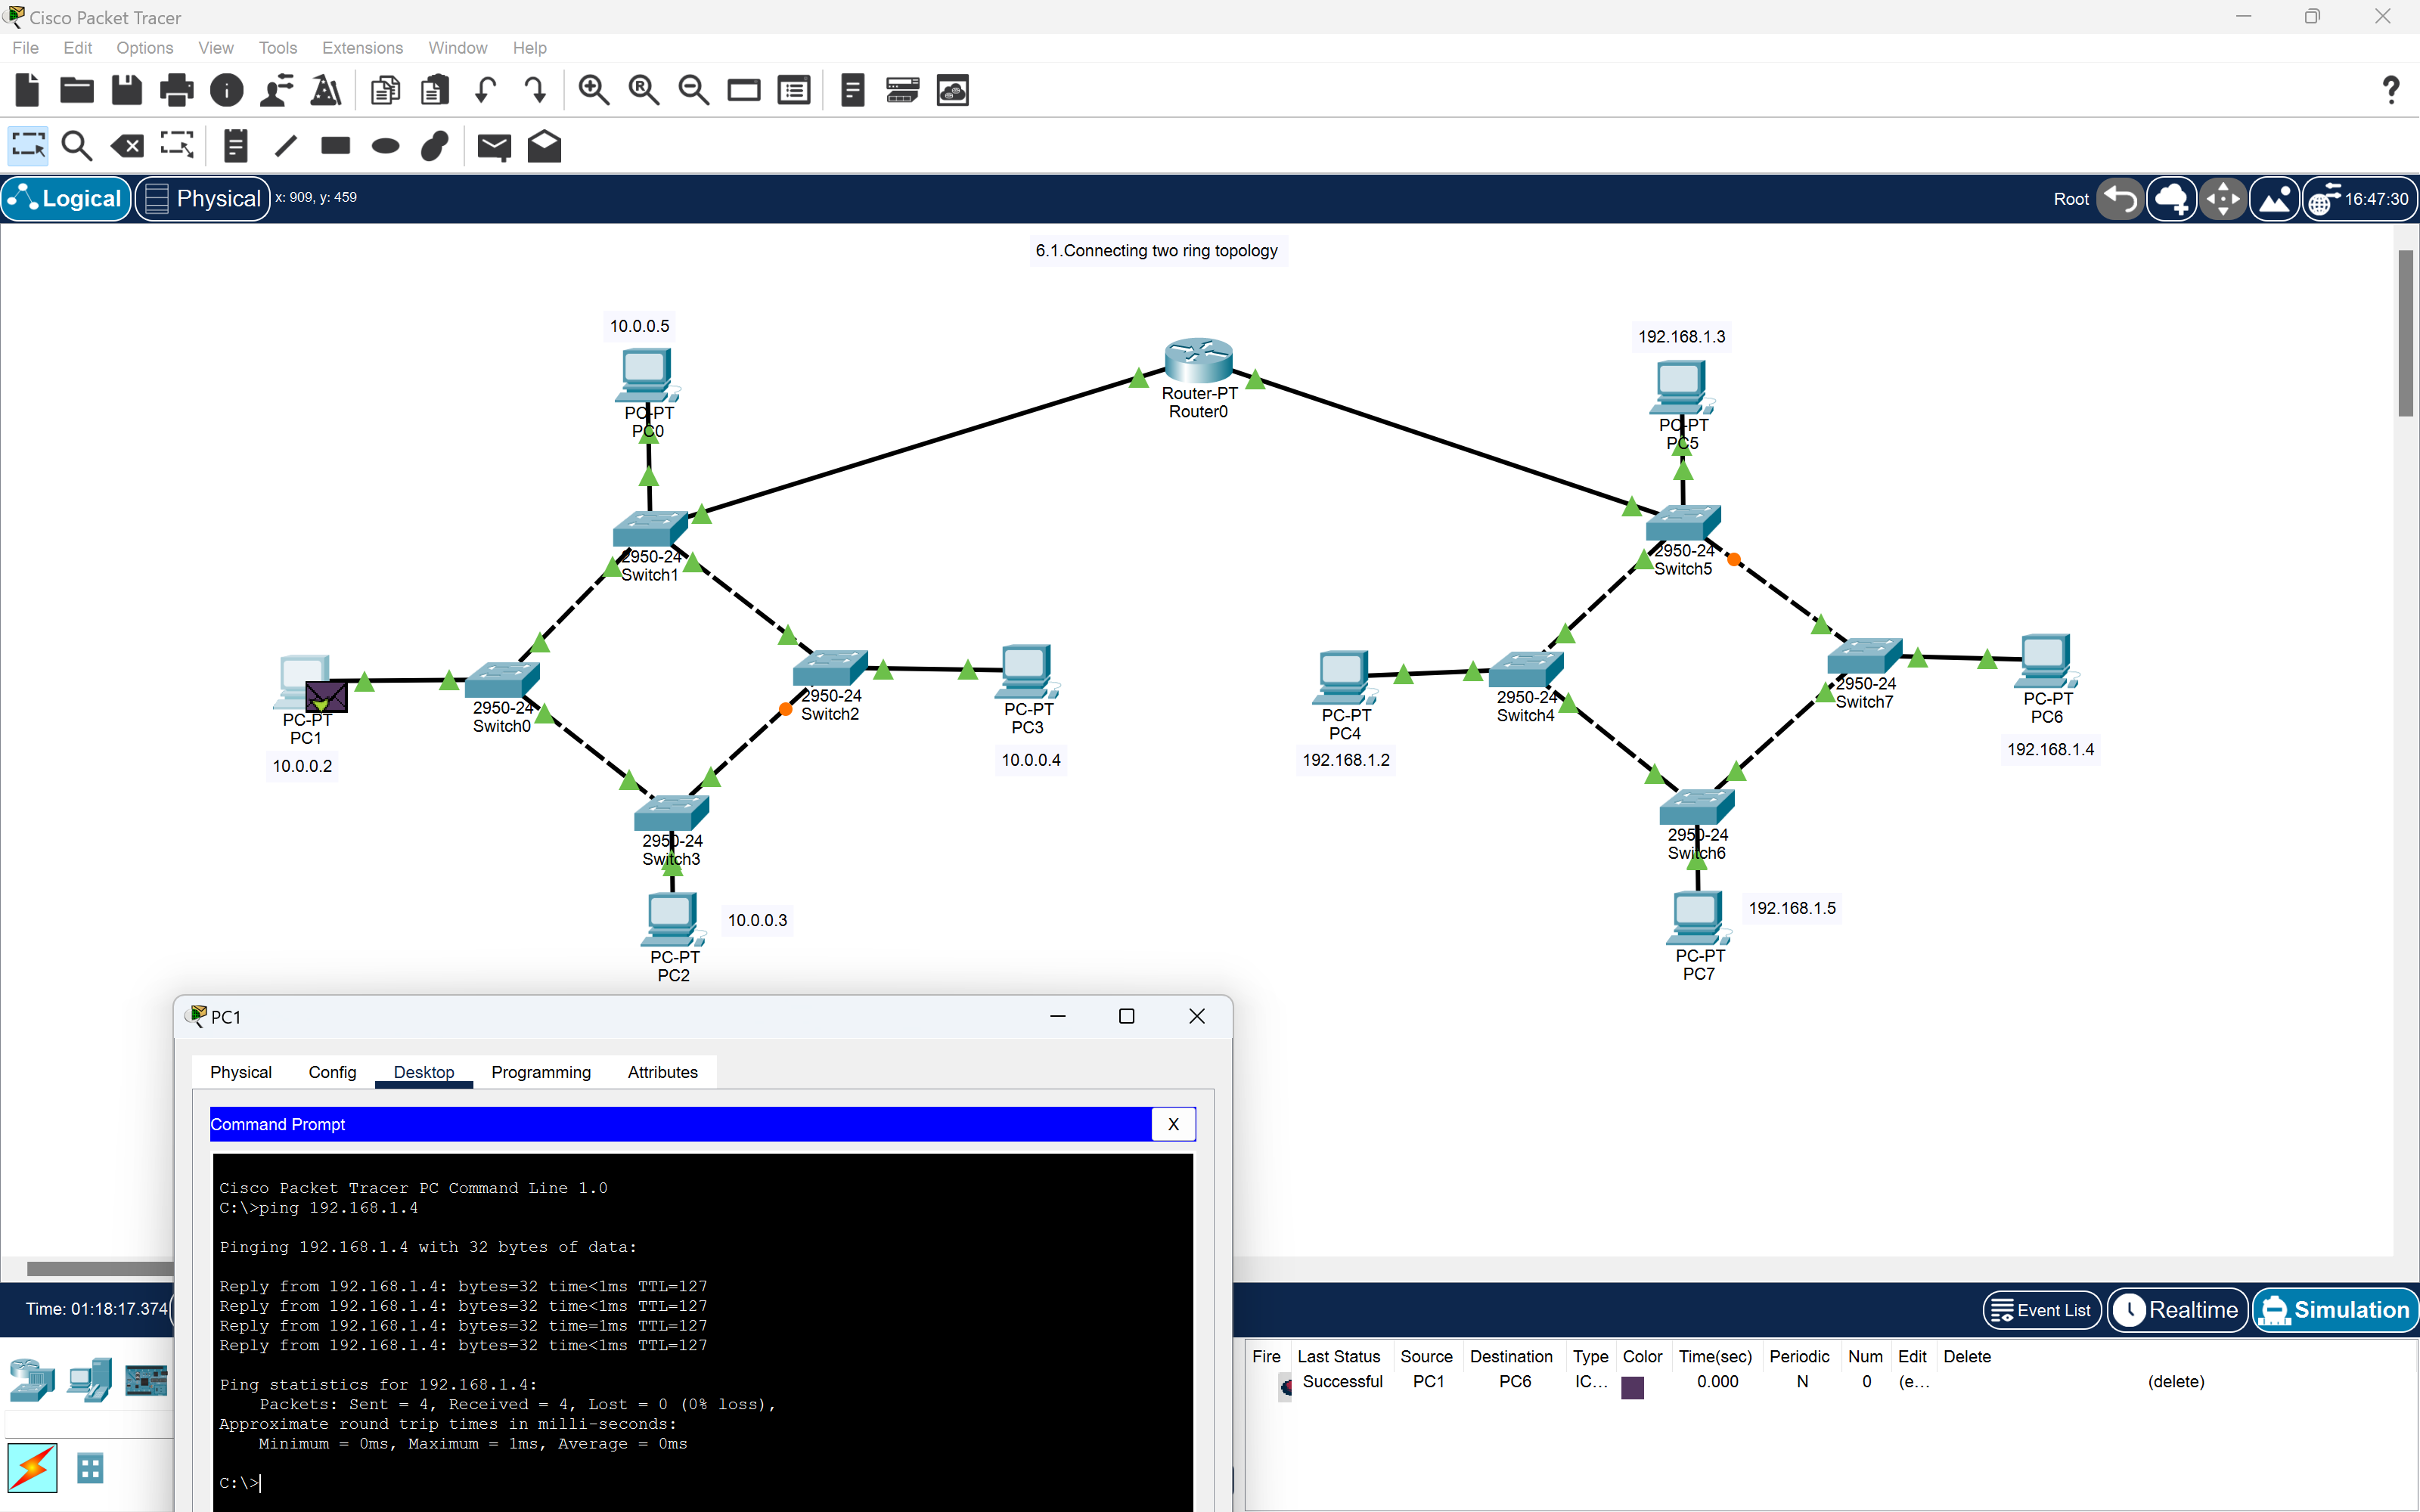 Cisco Packet Tracer
File Edit Options View Tools Extensions Window Help
Logical Physical x: 909, y: 459 Root 16:47:30
6.1.Connecting two ring topology
10.0.0.5
PC-PT
PC0
Router-PT
Router0
192.168.1.3
PC-PT
PC5
2950-24
Switch1
2950-24
Switch5
PC-PT
PC1
10.0.0.2
2950-24
Switch0
2950-24
Switch2
PC-PT
PC3
10.0.0.4
PC-PT
PC4
192.168.1.2
2950-24
Switch4
2950-24
Switch7
PC-PT
PC6
192.168.1.4
2950-24
Switch3
2950-24
Switch6
PC-PT
PC2
10.0.0.3
PC-PT
PC7
192.168.1.5
PC1
Physical Config Desktop Programming Attributes
Command Prompt X
Cisco Packet Tracer PC Command Line 1.0
C:\>ping 192.168.1.4
Pinging 192.168.1.4 with 32 bytes of data:
Reply from 192.168.1.4: bytes=32 time<1ms TTL=127
Reply from 192.168.1.4: bytes=32 time<1ms TTL=127
Reply from 192.168.1.4: bytes=32 time=1ms TTL=127
Reply from 192.168.1.4: bytes=32 time<1ms TTL=127
Ping statistics for 192.168.1.4:
Packets: Sent = 4, Received = 4, Lost = 0 (0% loss),
Approximate round trip times in milli-seconds:
Minimum = 0ms, Maximum = 1ms, Average = 0ms
C:\>
Time: 01:18:17.374
Event List Realtime Simulation
Fire Last Status Source Destination Type Color Time(sec) Periodic Num Edit Delete
Successful PC1 PC6 IC... 0.000 N 0 (e... (delete)